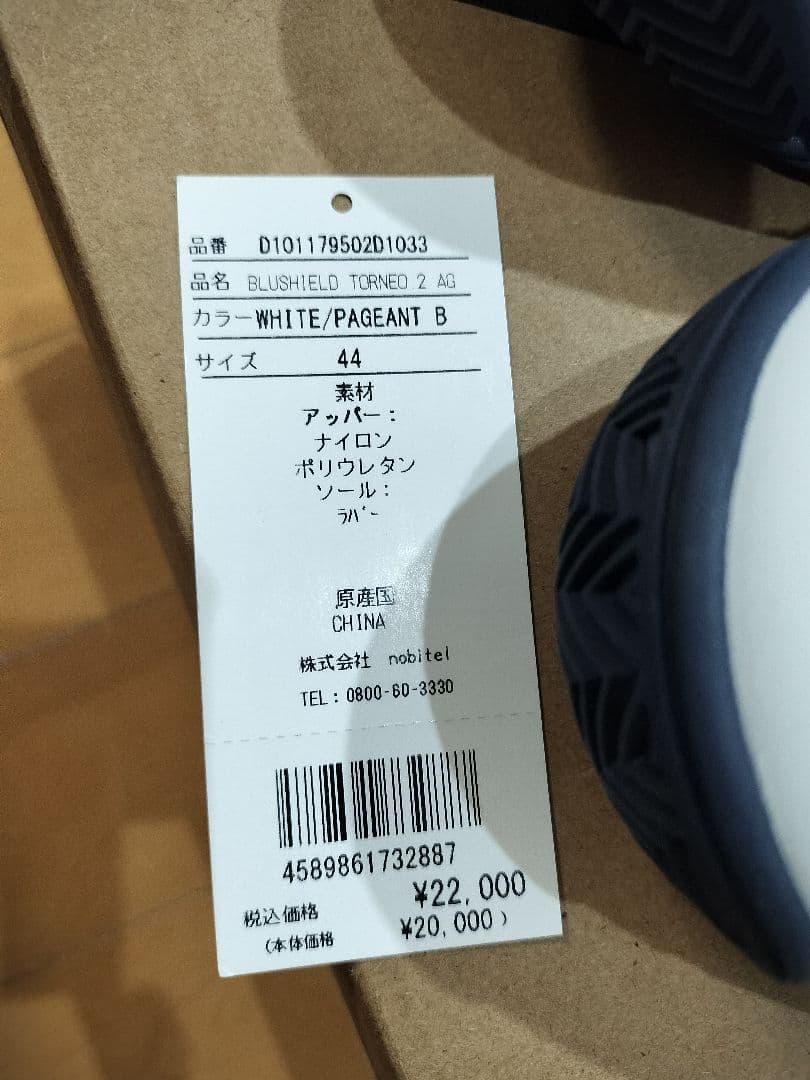 品番 D101179502D1033
品名 BLUSHIELD TORNEO 2 AG
カラーWHITE/PAGEANT B
サイズ 44
素材
アッパー：
ナイロン
ポリウレタン
ソール：
ﾗﾊﾞｰ
原産国
CHINA
株式会社 nobitel
TEL：0800-60-3330
4589861732887
税込価格 ¥22,000
（本体価格 ¥20,000）